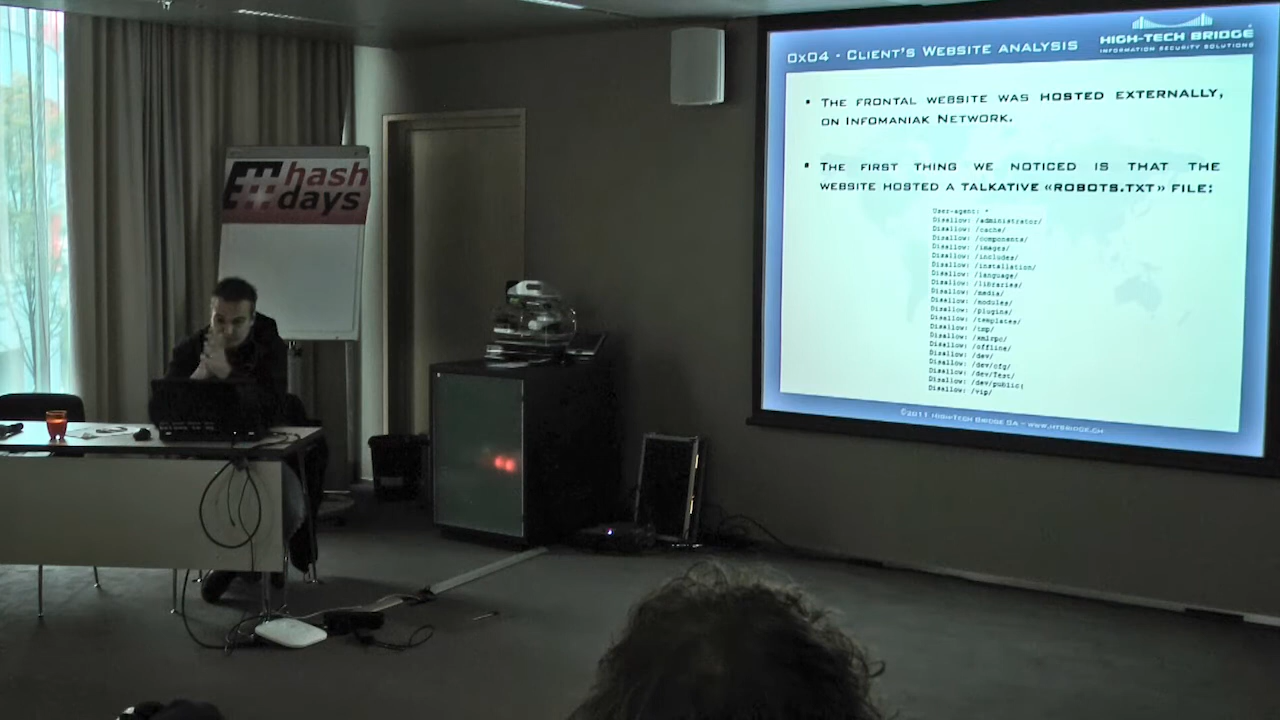 hash
days
0x04 - Client's Website analysis
HIGH-TECH BRIDGE
INFORMATION SECURITY SOLUTIONS
▪ The frontal website was hosted externally,
on Infomaniak Network.
▪ The first thing we noticed is that the
website hosted a talkative «robots.txt» file:
User-agent: *
Disallow: /administrator/
Disallow: /cache/
Disallow: /components/
Disallow: /images/
Disallow: /includes/
Disallow: /installation/
Disallow: /language/
Disallow: /libraries/
Disallow: /media/
Disallow: /modules/
Disallow: /plugins/
Disallow: /templates/
Disallow: /tmp/
Disallow: /xmlrpc/
Disallow: /offline/
Disallow: /dev/
Disallow: /dev/cfg/
Disallow: /dev/Test/
Disallow: /dev/public(
Disallow: /vip/
©2011 High-Tech Bridge SA – www.htbridge.ch